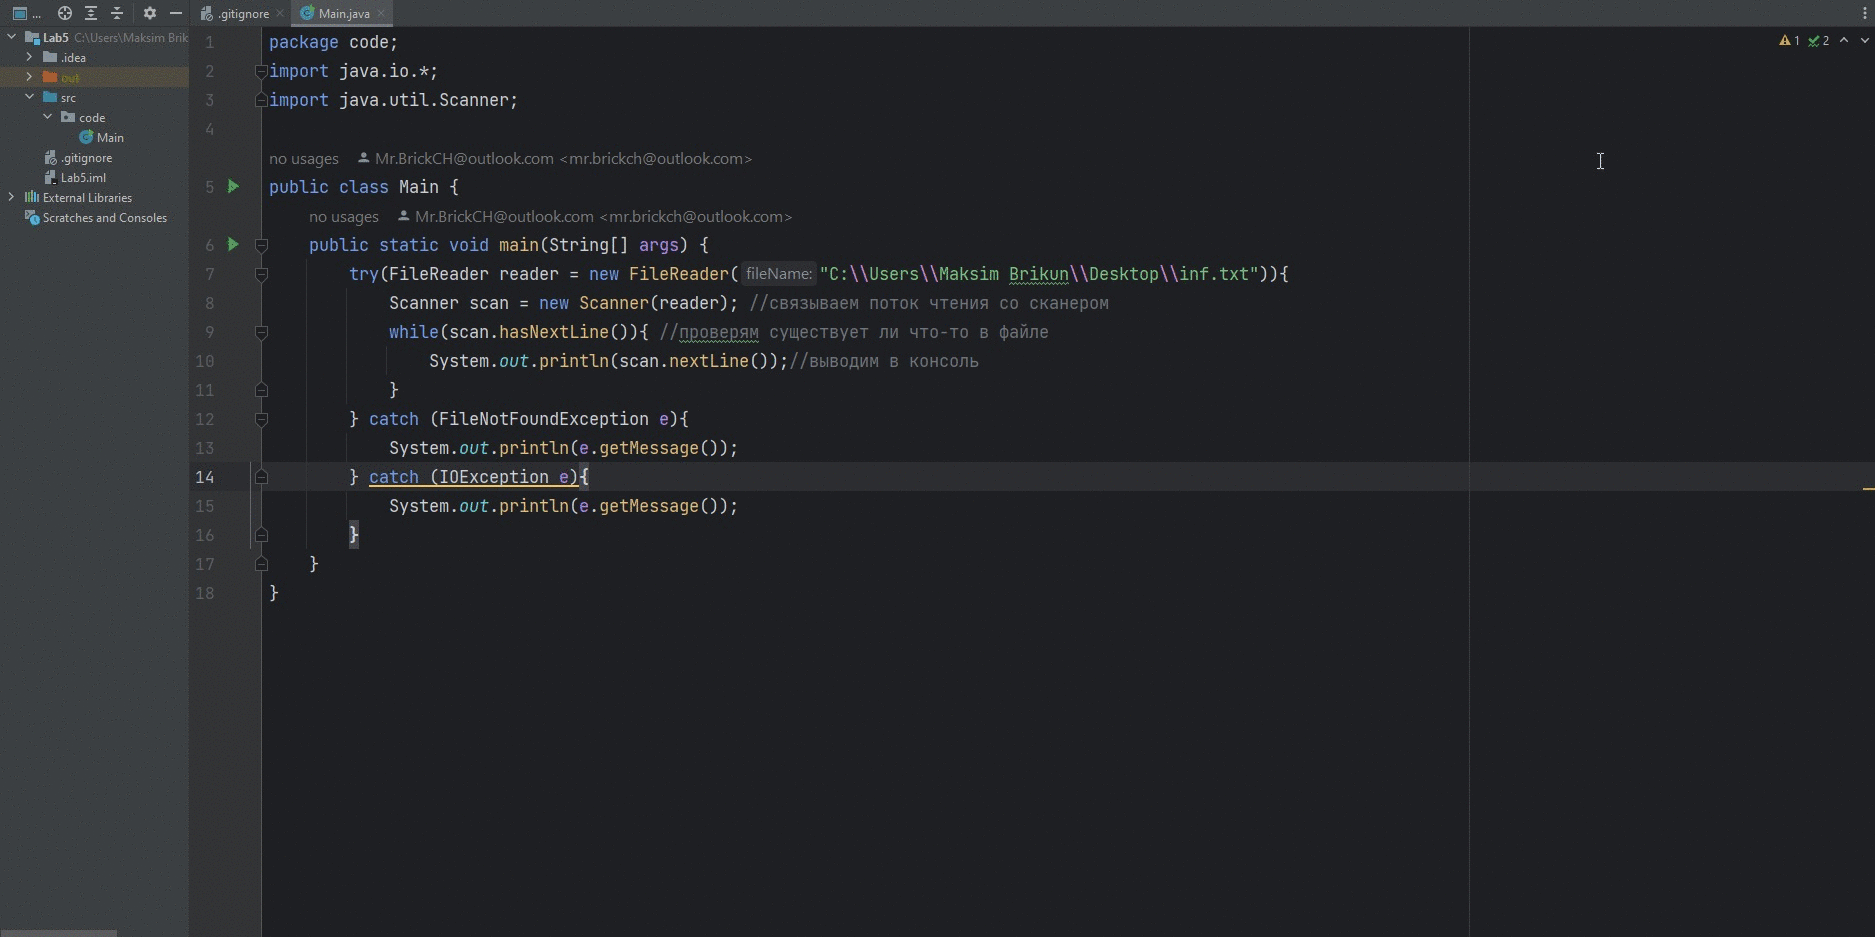 ...
.gitignore
Main.java
Lab5 C:\Users\Maksim Brik
.idea
out
src
code
Main
.gitignore
Lab5.iml
External Libraries
Scratches and Consoles
1 2
1 package code;
2 import java.io.*;
3 import java.util.Scanner;
4
no usages Mr.BrickCH@outlook.com <mr.brickch@outlook.com>
5 public class Main {
no usages Mr.BrickCH@outlook.com <mr.brickch@outlook.com>
6 public static void main(String[] args) {
7 try(FileReader reader = new FileReader( fileName: "C:\\Users\\Maksim Brikun\\Desktop\\inf.txt")){
8 Scanner scan = new Scanner(reader); //связываем поток чтения со сканером
9 while(scan.hasNextLine()){ //проверям существует ли что-то в файле
10 System.out.println(scan.nextLine());//выводим в консоль
11 }
12 } catch (FileNotFoundException e){
13 System.out.println(e.getMessage());
14 } catch (IOException e){
15 System.out.println(e.getMessage());
16 }
17 }
18 }